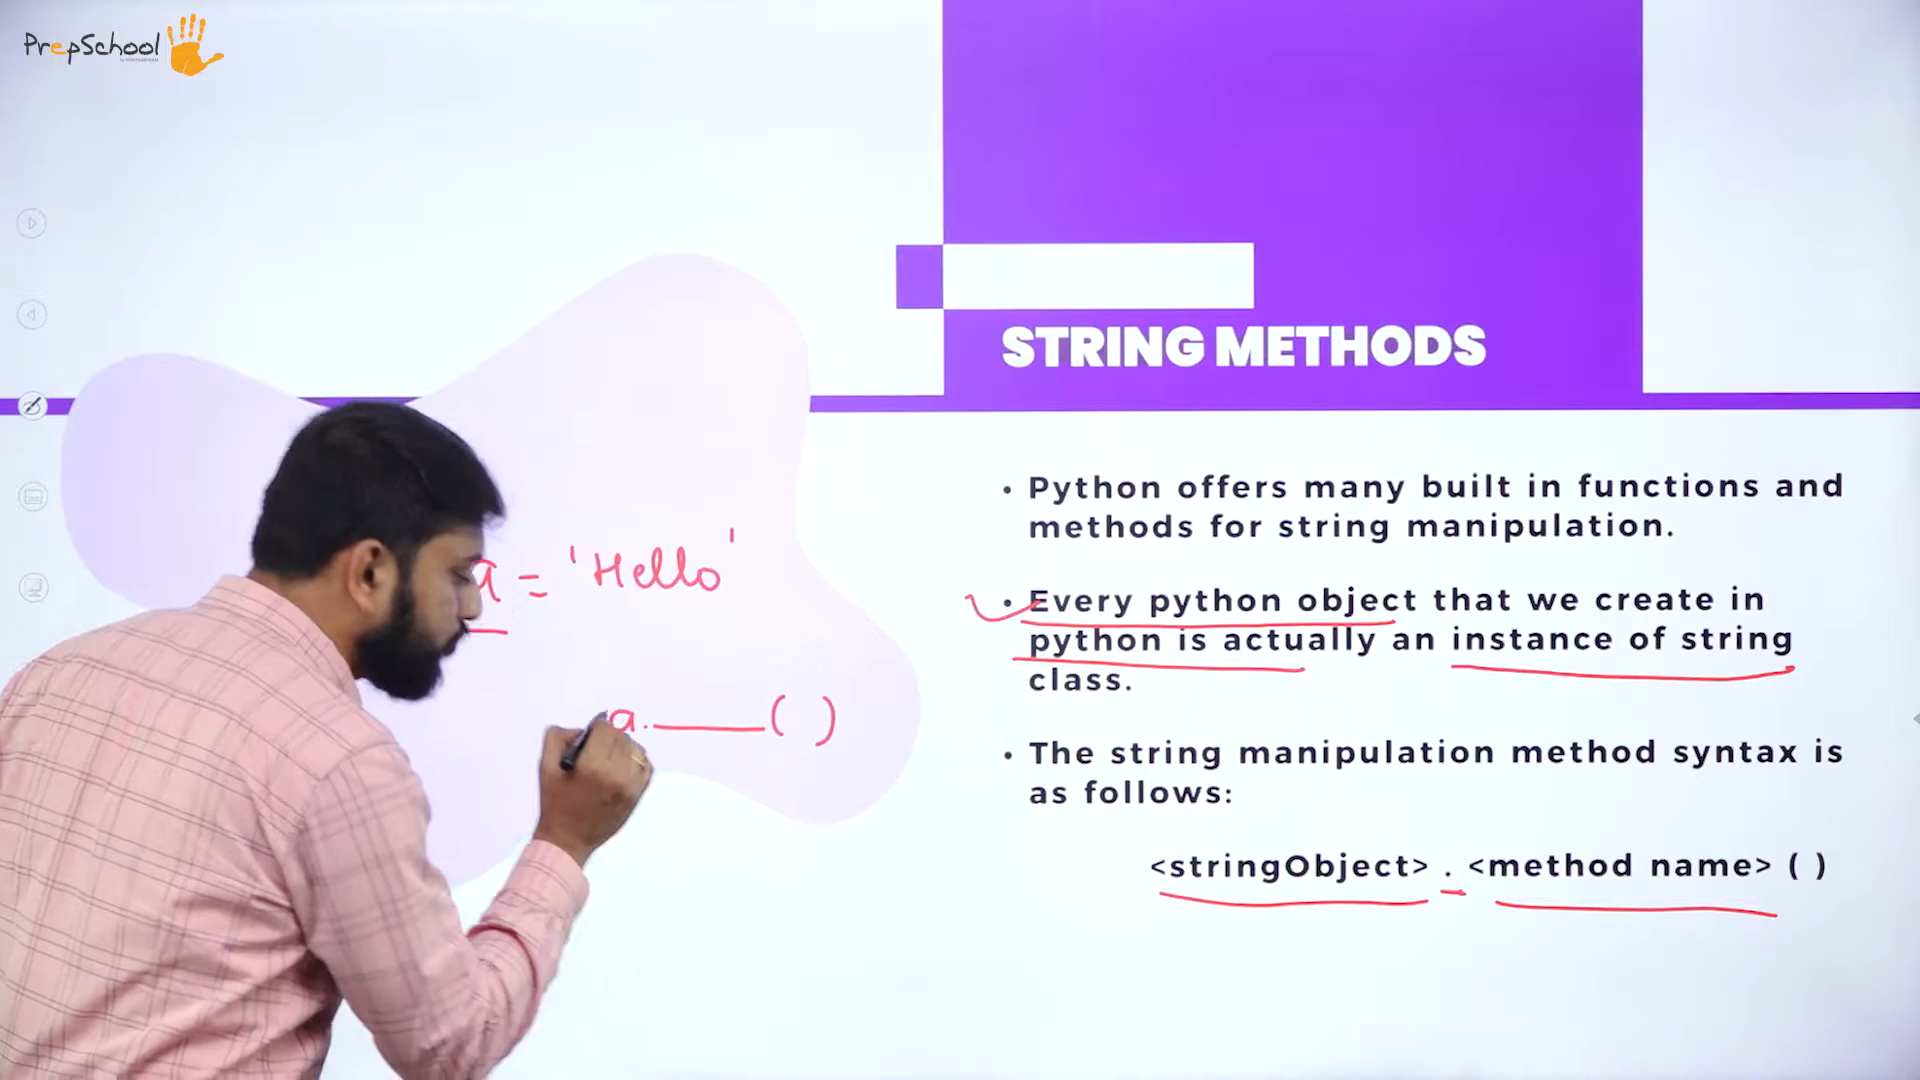 PrepSchool
STRING METHODS
• Python offers many built in functions and
methods for string manipulation.
• Every python object that we create in
python is actually an instance of string
class.
• The string manipulation method syntax is
as follows:
<stringObject> . <method name> ( )
a = 'Hello'
a.____( )